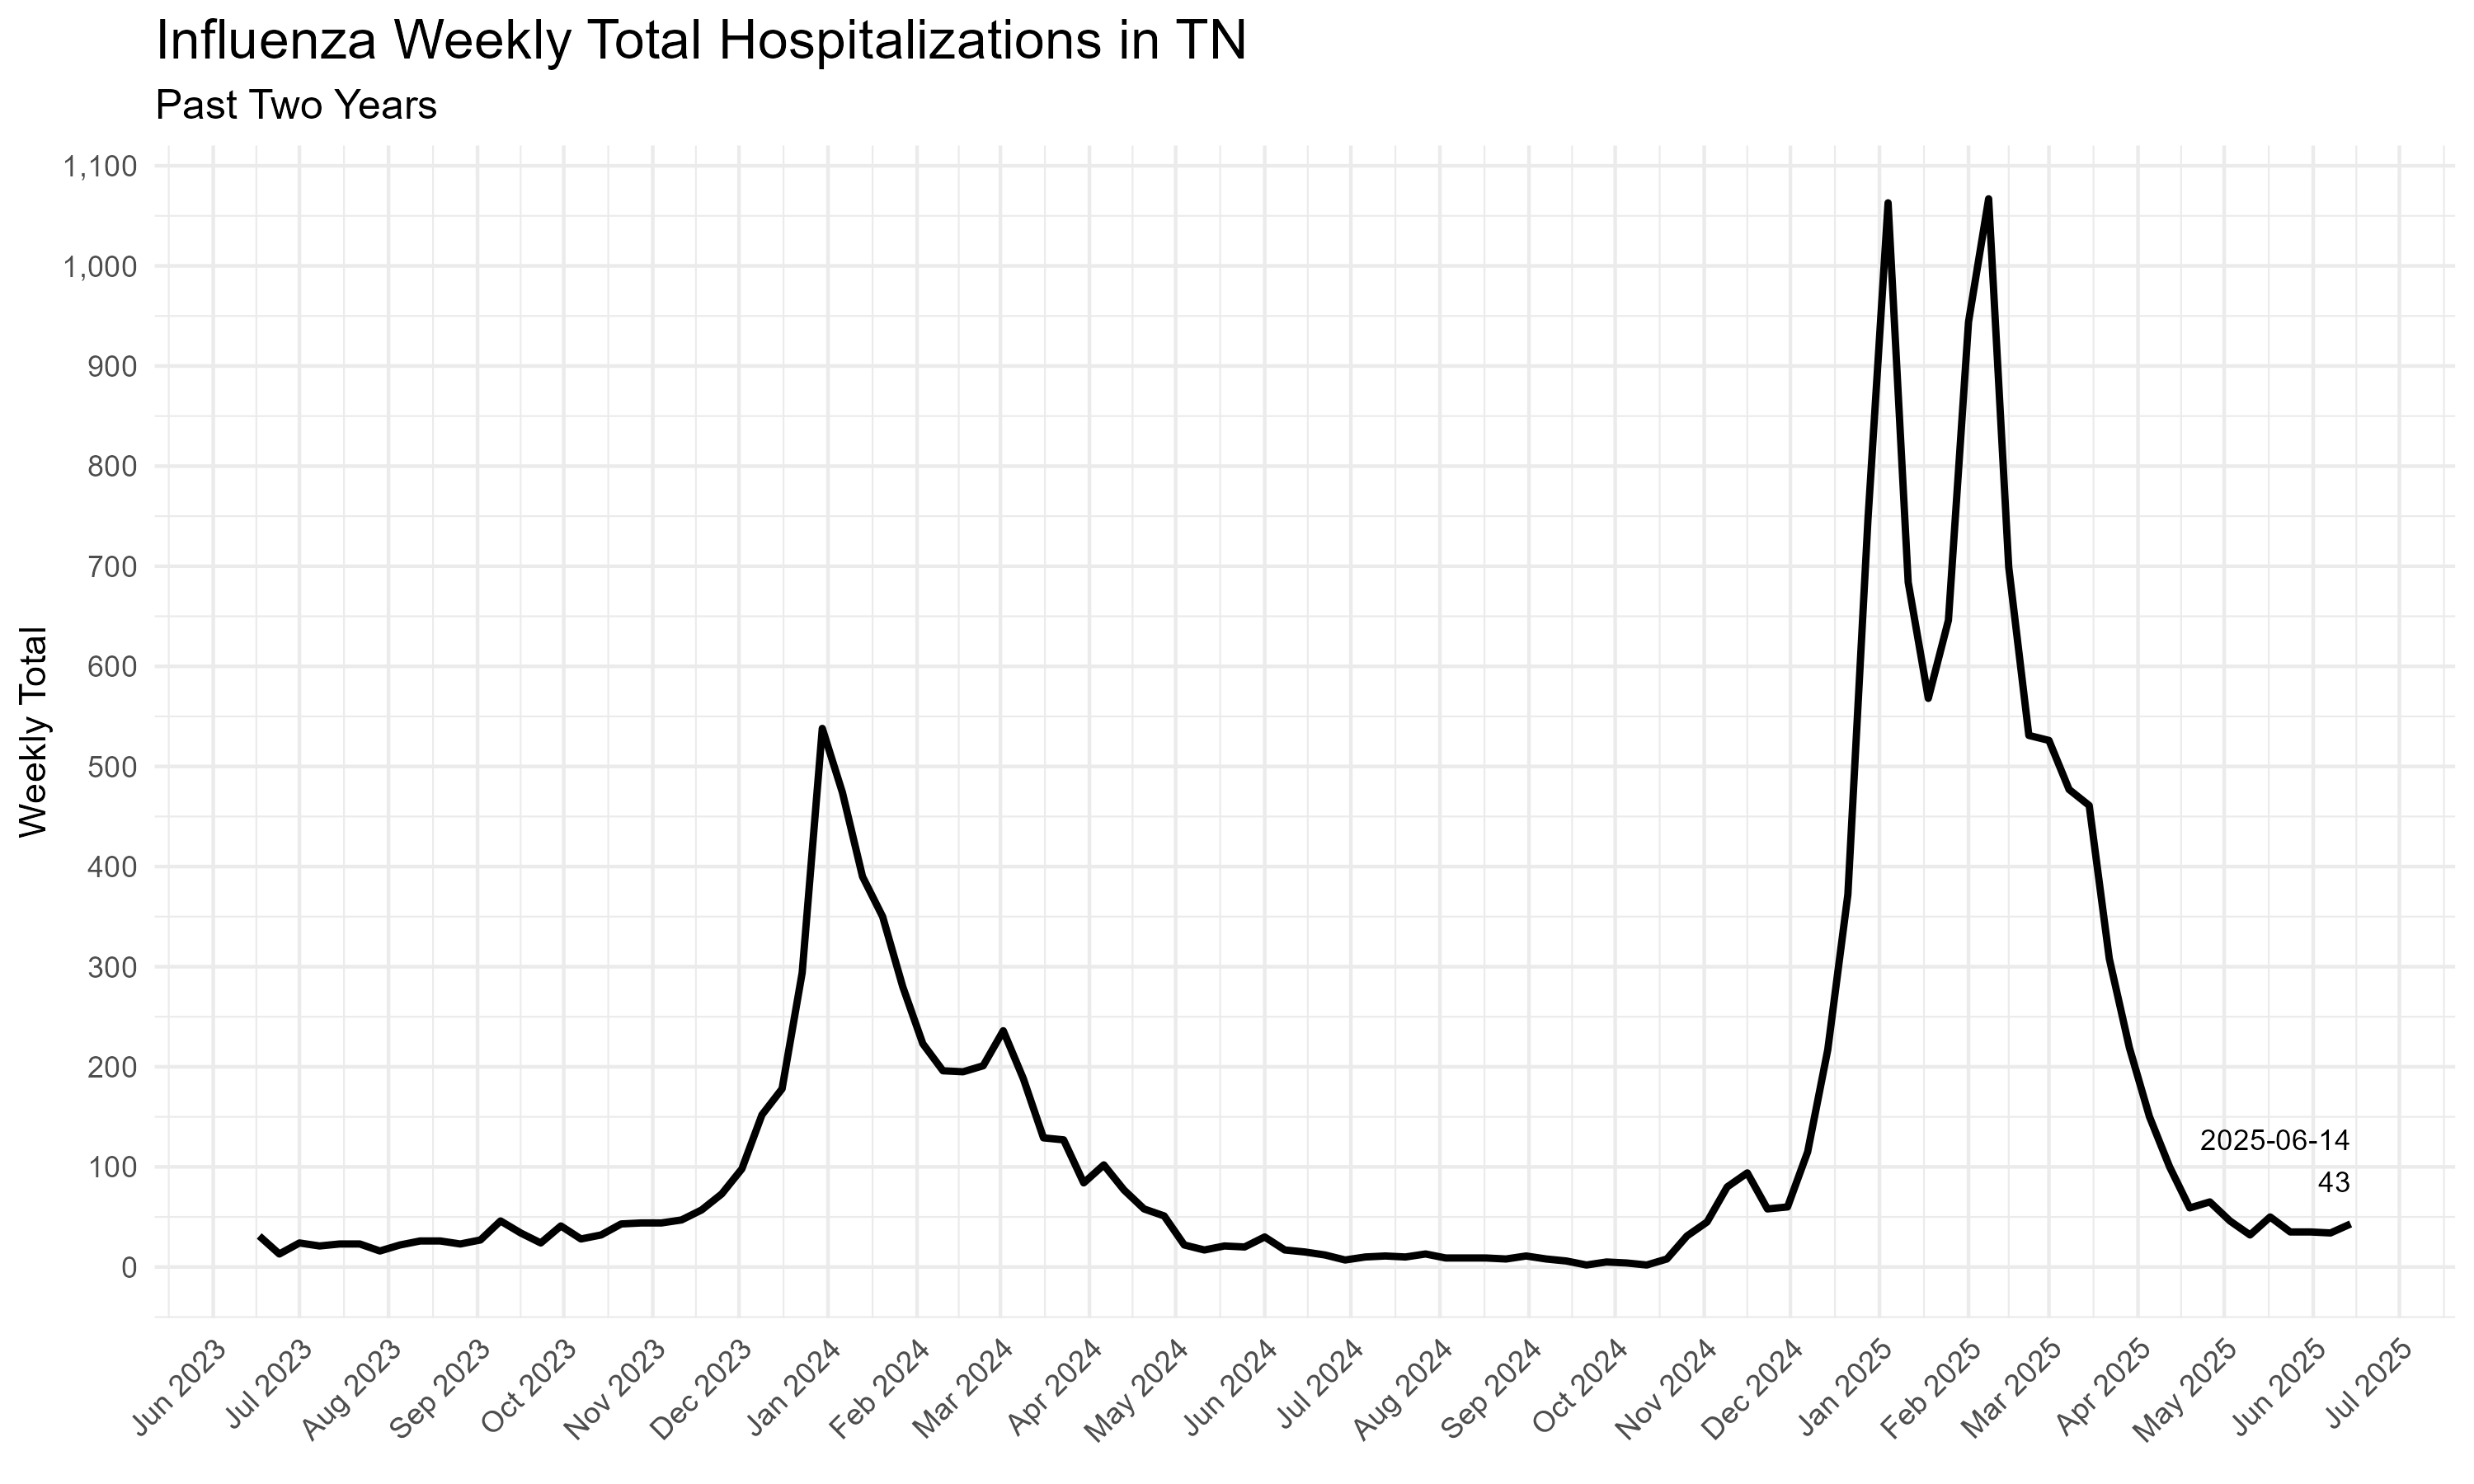 Influenza Weekly Total Hospitalizations in TN
Past Two Years
1,100
1,000
900
800
700
600
500
400
300
200
100
0
Weekly Total
2025-06-14
43
Jun 2023
Jul 2023
Aug 2023
Sep 2023
Oct 2023
Nov 2023
Dec 2023
Jan 2024
Feb 2024
Mar 2024
Apr 2024
May 2024
Jun 2024
Jul 2024
Aug 2024
Sep 2024
Oct 2024
Nov 2024
Dec 2024
Jan 2025
Feb 2025
Mar 2025
Apr 2025
May 2025
Jun 2025
Jul 2025